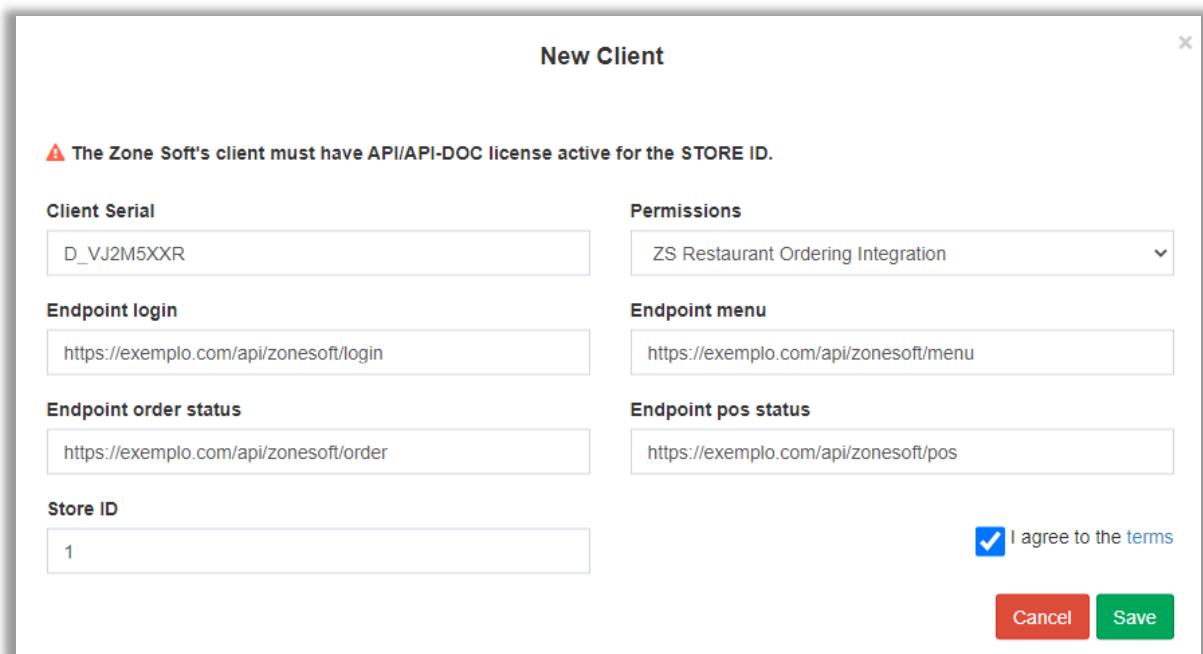 New Client
×
The Zone Soft's client must have API/API-DOC license active for the STORE ID.
Client Serial
D_VJ2M5XXR
Permissions
ZS Restaurant Ordering Integration
Endpoint login
https://exemplo.com/api/zonesoft/login
Endpoint menu
https://exemplo.com/api/zonesoft/menu
Endpoint order status
https://exemplo.com/api/zonesoft/order
Endpoint pos status
https://exemplo.com/api/zonesoft/pos
Store ID
1
I agree to the terms
Cancel
Save